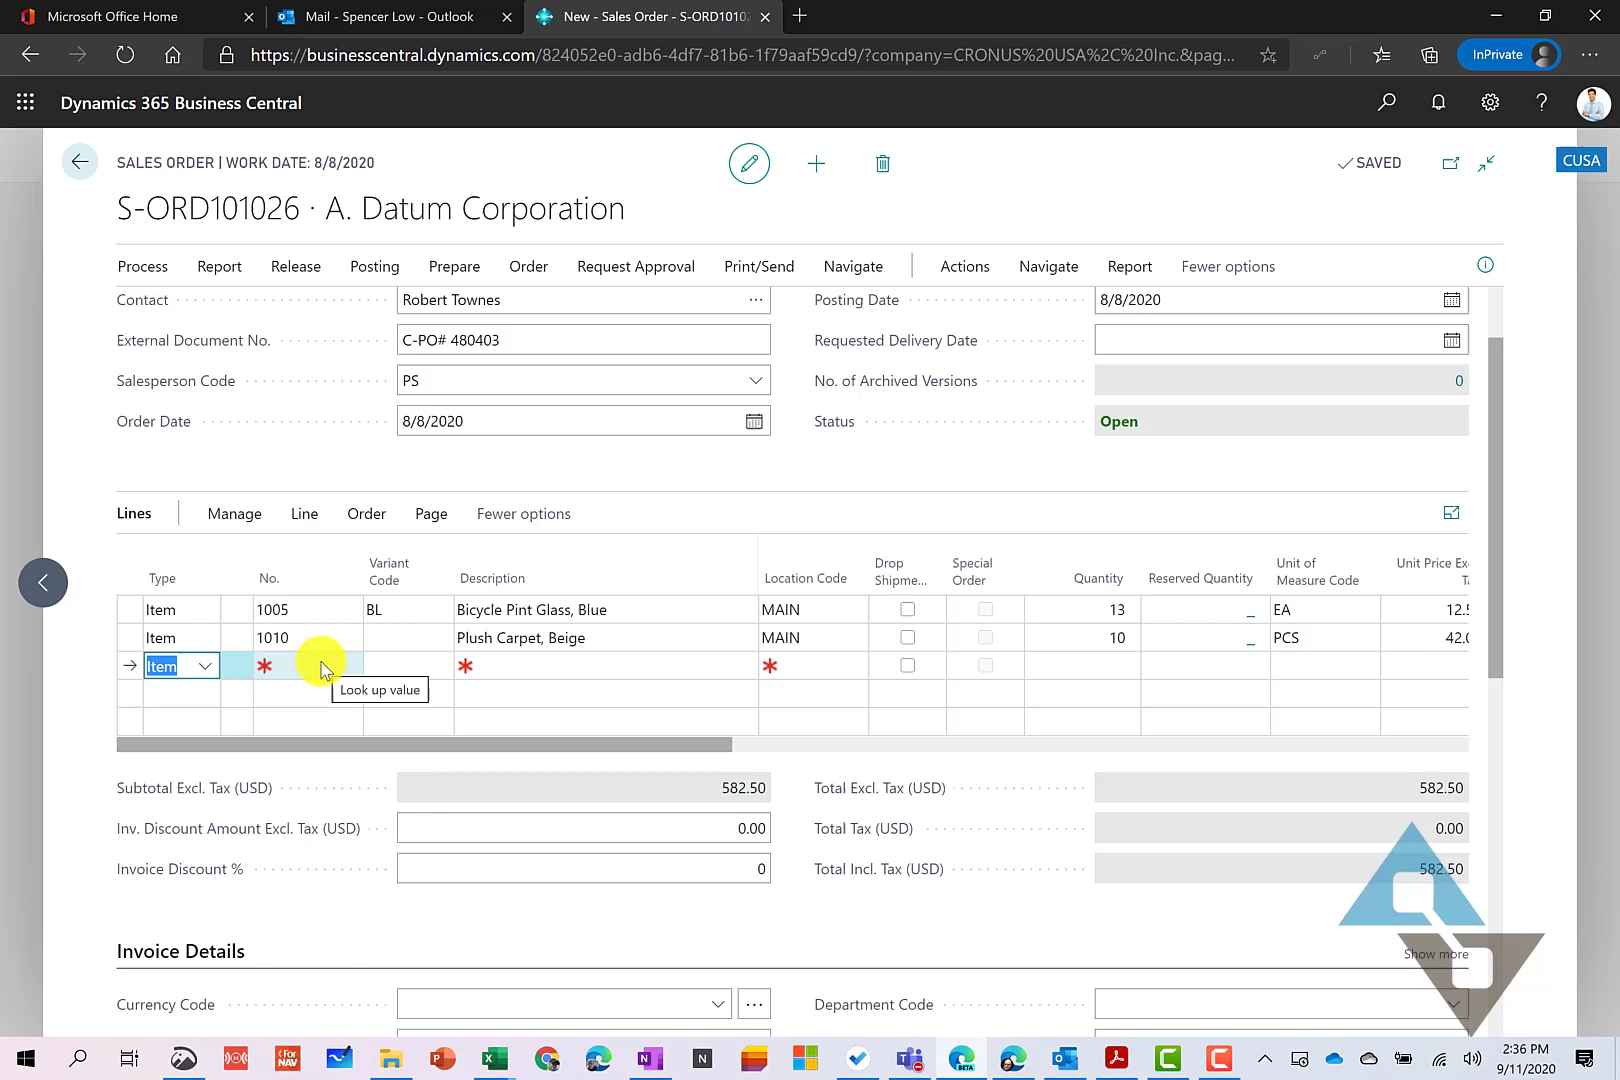 Microsoft Office Home
Mail - Spencer Low - Outlook
New - Sales Order - S-ORD10102
https://businesscentral.dynamics.com/824052e0-adb6-4df7-81b6-1f79aaf59cd9/?company=CRONUS%20USA%2C%20Inc.&pag...
InPrivate
Dynamics 365 Business Central
SALES ORDER | WORK DATE: 8/8/2020
SAVED
CUSA
S-ORD101026 · A. Datum Corporation
Process Report Release Posting Prepare Order Request Approval Print/Send Navigate Actions Navigate Report Fewer options
Contact Robert Townes ... Posting Date 8/8/2020
External Document No. C-PO# 480403 Requested Delivery Date
Salesperson Code PS No. of Archived Versions 0
Order Date 8/8/2020 Status Open
Lines Manage Line Order Page Fewer options
Type No. Variant Code Description Location Code Drop Shipme... Special Order Quantity Reserved Quantity Unit of Measure Code Unit Price Ex
Item 1005 BL Bicycle Pint Glass, Blue MAIN 13 _ EA 12.5
Item 1010 Plush Carpet, Beige MAIN 10 _ PCS 42.0
Item * * *
Look up value
Subtotal Excl. Tax (USD) 582.50 Total Excl. Tax (USD) 582.50
Inv. Discount Amount Excl. Tax (USD) 0.00 Total Tax (USD) 0.00
Invoice Discount % 0 Total Incl. Tax (USD) 582.50
Invoice Details
Show more
Currency Code ... Department Code
For NAV
BETA
2:36 PM
9/11/2020